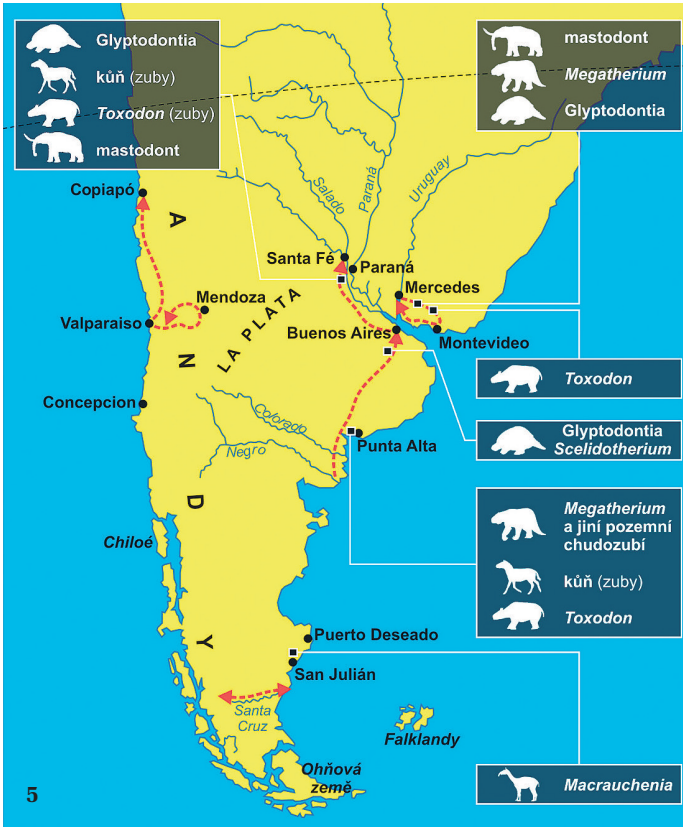 Glyptodontia
kůň (zuby)
Toxodon (zuby)
mastodont
mastodont
Megatherium
Glyptodontia
Copiapó
A
Salado
Paraná
Uruguay
Santa Fé
Paraná
Mendoza
Mercedes
Valparaiso
LA PLATA
Buenos Aires
Montevideo
N
Toxodon
Concepcion
Colorado
Punta Alta
Negro
Glyptodontia
Scelidotherium
D
Chiloé
Megatherium
a jiní pozemní
chudozubí
kůň (zuby)
Toxodon
Y
Puerto Deseado
San Julián
Santa
Cruz
Falklandy
Ohňová
země
Macrauchenia
5